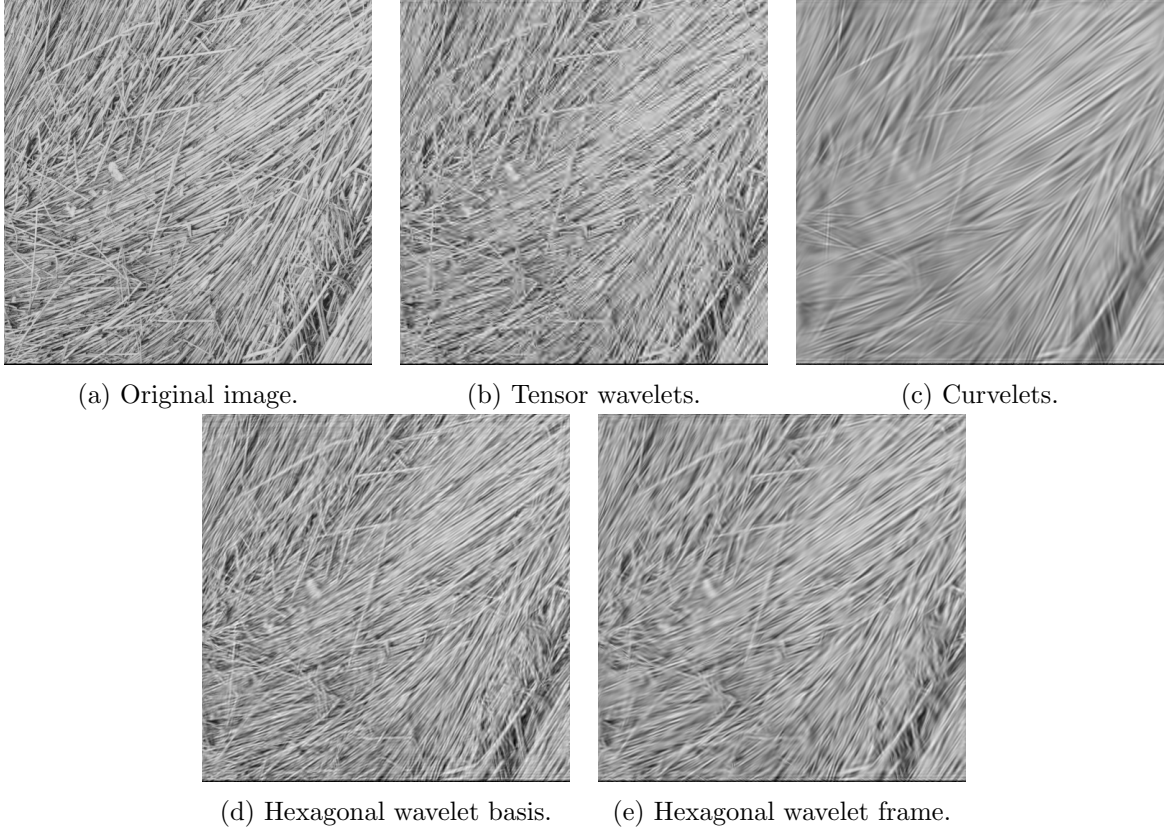 (a) Original image.
(b) Tensor wavelets.
(c) Curvelets.
(d) Hexagonal wavelet basis.
(e) Hexagonal wavelet frame.